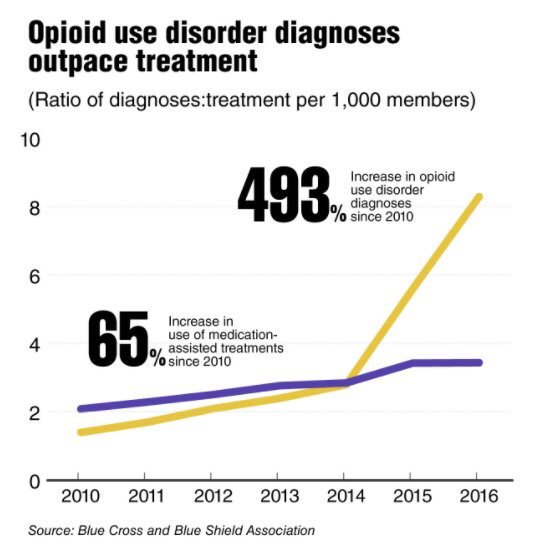 Opioid use disorder diagnoses
outpace treatment
(Ratio of diagnoses:treatment per 1,000 members)
10
493%
Increase in opioid
use disorder
diagnoses
since 2010
8
6
65%
Increase in
use of medication-
assisted treatments
since 2010
4
2
0
2010 2011 2012 2013 2014 2015 2016
Source: Blue Cross and Blue Shield Association